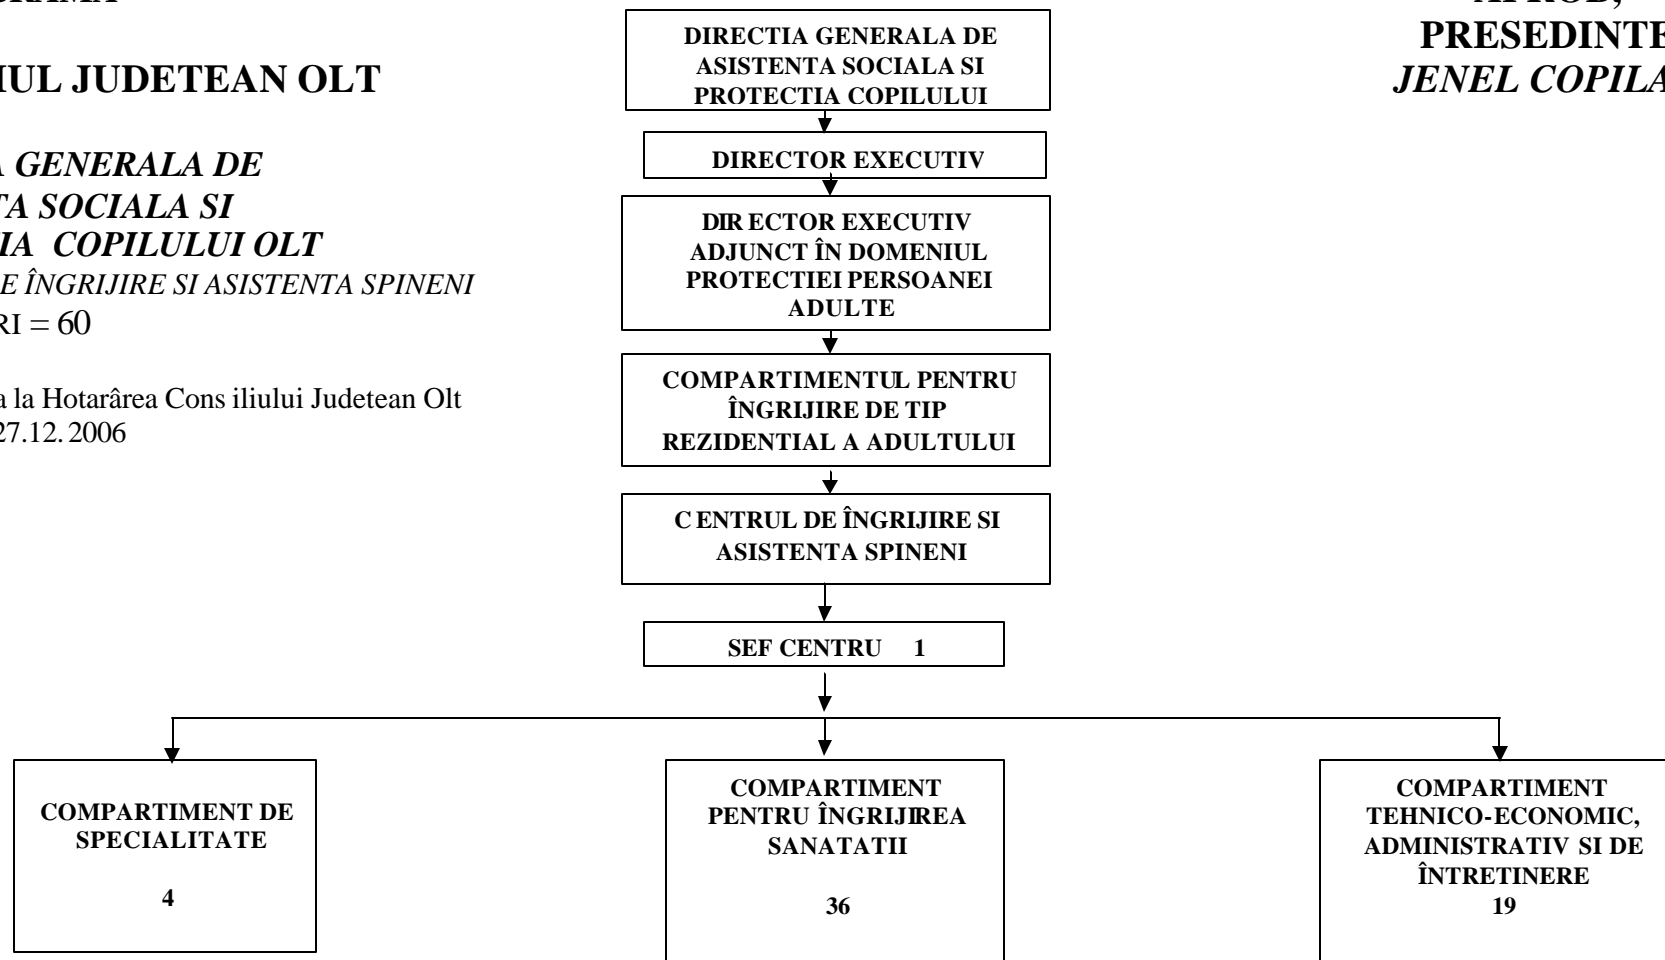 IUL JUDETEAN OLT
A GENERALA DE
TA SOCIALA SI
IA COPILULUI OLT
E ÎNGRIJIRE SI ASISTENTA SPINENI
RI = 60
a la Hotarârea Cons iliului Judetean Olt
27.12. 2006
PRESEDINTE
JENEL COPILA
DIRECTIA GENERALA DE
ASISTENTA SOCIALA SI
PROTECTIA COPILULUI
DIRECTOR EXECUTIV
DIR ECTOR EXECUTIV
ADJUNCT ÎN DOMENIUL
PROTECTIEI PERSOANEI
ADULTE
COMPARTIMENTUL PENTRU
ÎNGRIJIRE DE TIP
REZIDENTIAL A ADULTULUI
C ENTRUL DE ÎNGRIJIRE SI
ASISTENTA SPINENI
SEF CENTRU 1
COMPARTIMENT DE
SPECIALITATE
4
COMPARTIMENT
PENTRU ÎNGRIJIREA
SANATATII
36
COMPARTIMENT
TEHNICO-ECONOMIC,
ADMINISTRATIV SI DE
ÎNTRETINERE
19